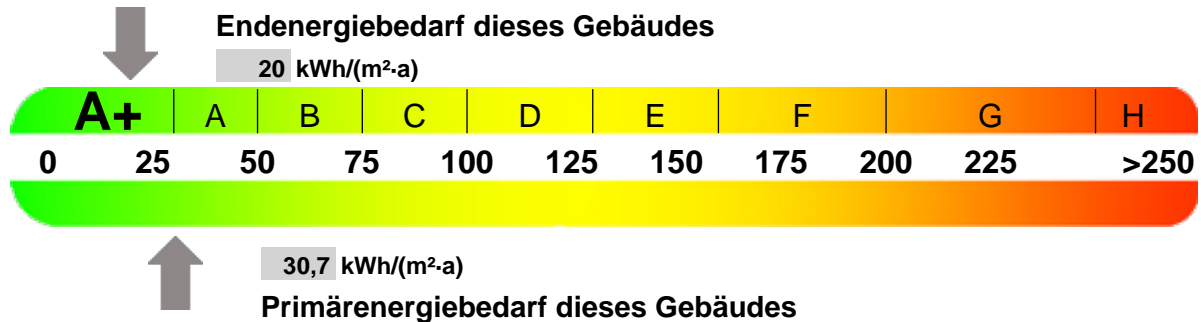 Endenergiebedarf dieses Gebäudes
20 kWh/(m²·a)
A+ A B C D E F G H
0 25 50 75 100 125 150 175 200 225 >250
30,7 kWh/(m²·a)
Primärenergiebedarf dieses Gebäudes